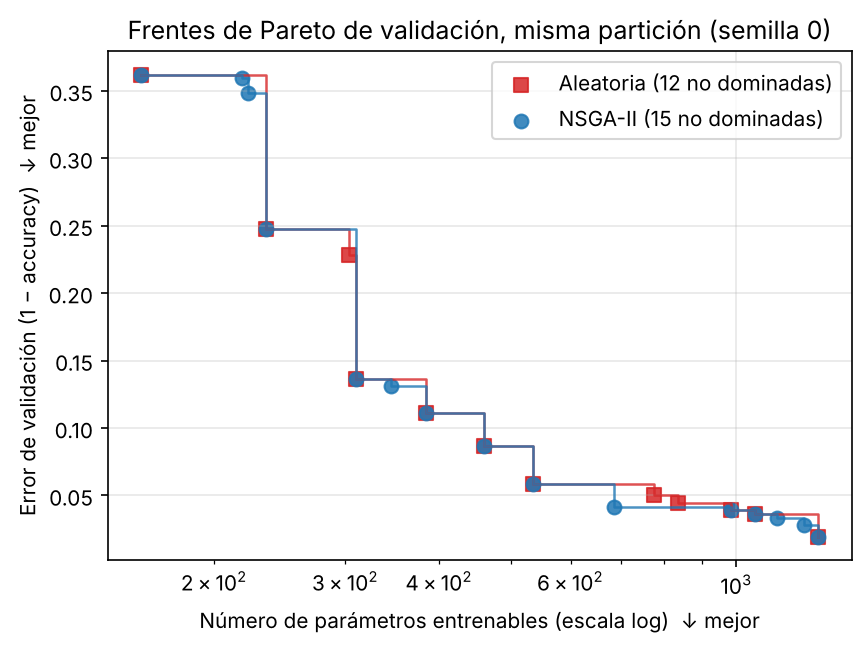 Frentes de Pareto de validación, misma partición (semilla 0)
Aleatoria (12 no dominadas)
NSGA-II (15 no dominadas)
Error de validación (1 − accuracy) ↓ mejor
0.35
0.30
0.25
0.20
0.15
0.10
0.05
2 × 10²
3 × 10²
4 × 10²
6 × 10²
10³
Número de parámetros entrenables (escala log) ↓ mejor